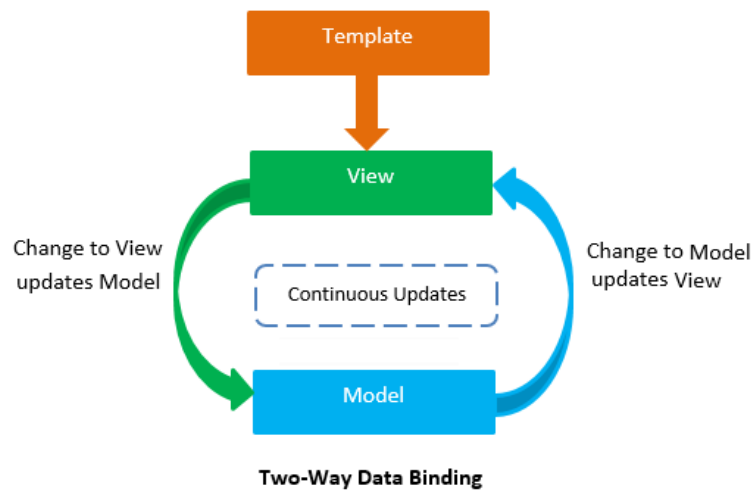 Template
View
Change to View
updates Model
Change to Model
updates View
Continuous Updates
Model
Two-Way Data Binding